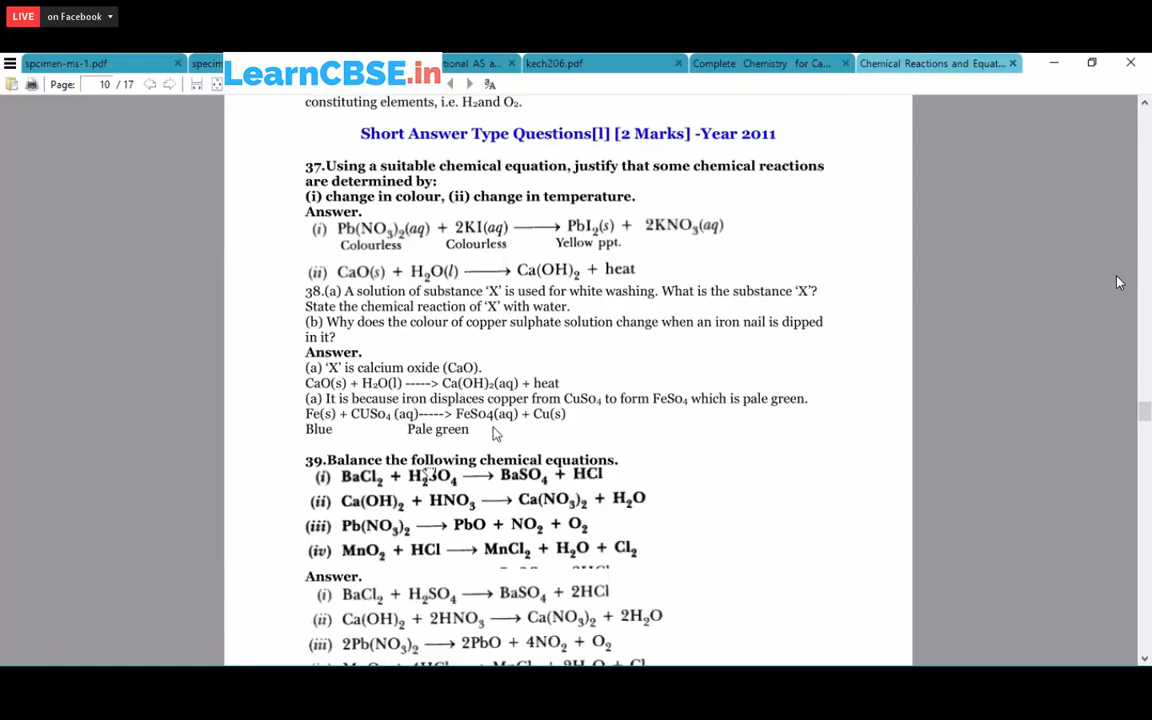 LIVE on Facebook
spcimen-ms-1.pdf
specim
LearnCBSE.in
tional AS a...
kech206.pdf
Complete Chemistry for Ca...
Chemical Reactions and Equat...
Page: 10 / 17
constituting elements, i.e. H₂and O₂.
Short Answer Type Questions[l] [2 Marks] -Year 2011
37.Using a suitable chemical equation, justify that some chemical reactions
are determined by:
(i) change in colour, (ii) change in temperature.
Answer.
(i) Pb(NO₃)₂(aq) + 2KI(aq) ⟶ PbI₂(s) + 2KNO₃(aq)
Colourless Colourless Yellow ppt.
(ii) CaO(s) + H₂O(l) ⟶ Ca(OH)₂ + heat
38.(a) A solution of substance ‘X’ is used for white washing. What is the substance ‘X’?
State the chemical reaction of ‘X’ with water.
(b) Why does the colour of copper sulphate solution change when an iron nail is dipped
in it?
Answer.
(a) ‘X’ is calcium oxide (CaO).
CaO(s) + H₂O(l) -----> Ca(OH)₂(aq) + heat
(a) It is because iron displaces copper from CuSo4 to form FeSo4 which is pale green.
Fe(s) + CUSo4 (aq)-----> FeSo4(aq) + Cu(s)
Blue Pale green
39.Balance the following chemical equations.
(i) BaCl₂ + H₂SO₄ ⟶ BaSO₄ + HCl
(ii) Ca(OH)₂ + HNO₃ ⟶ Ca(NO₃)₂ + H₂O
(iii) Pb(NO₃)₂ ⟶ PbO + NO₂ + O₂
(iv) MnO₂ + HCl ⟶ MnCl₂ + H₂O + Cl₂
Answer.
(i) BaCl₂ + H₂SO₄ ⟶ BaSO₄ + 2HCl
(ii) Ca(OH)₂ + 2HNO₃ ⟶ Ca(NO₃)₂ + 2H₂O
(iii) 2Pb(NO₃)₂ ⟶ 2PbO + 4NO₂ + O₂